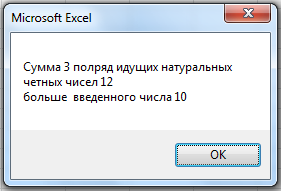 Microsoft Excel
Сумма 3 полряд идущих натуральных
четных чисел 12
больше введенного числа 10
OK